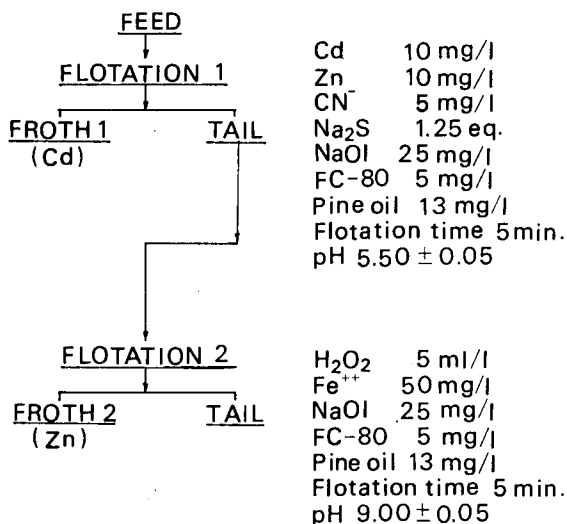 FEED
FLOTATION 1
FROTH 1 TAIL
(Cd)
Cd 10 mg/l
Zn 10 mg/l
CN⁻ 5 mg/l
Na₂S 1.25 eq.
NaOl 25 mg/l
FC-80 5 mg/l
Pine oil 13 mg/l
Flotation time 5 min.
pH 5.50 ± 0.05
FLOTATION 2
FROTH 2 TAIL
(Zn)
H₂O₂ 5 ml/l
Fe⁺⁺ 50 mg/l
NaOl 25 mg/l
FC-80 5 mg/l
Pine oil 13 mg/l
Flotation time 5 min.
pH 9.00 ± 0.05